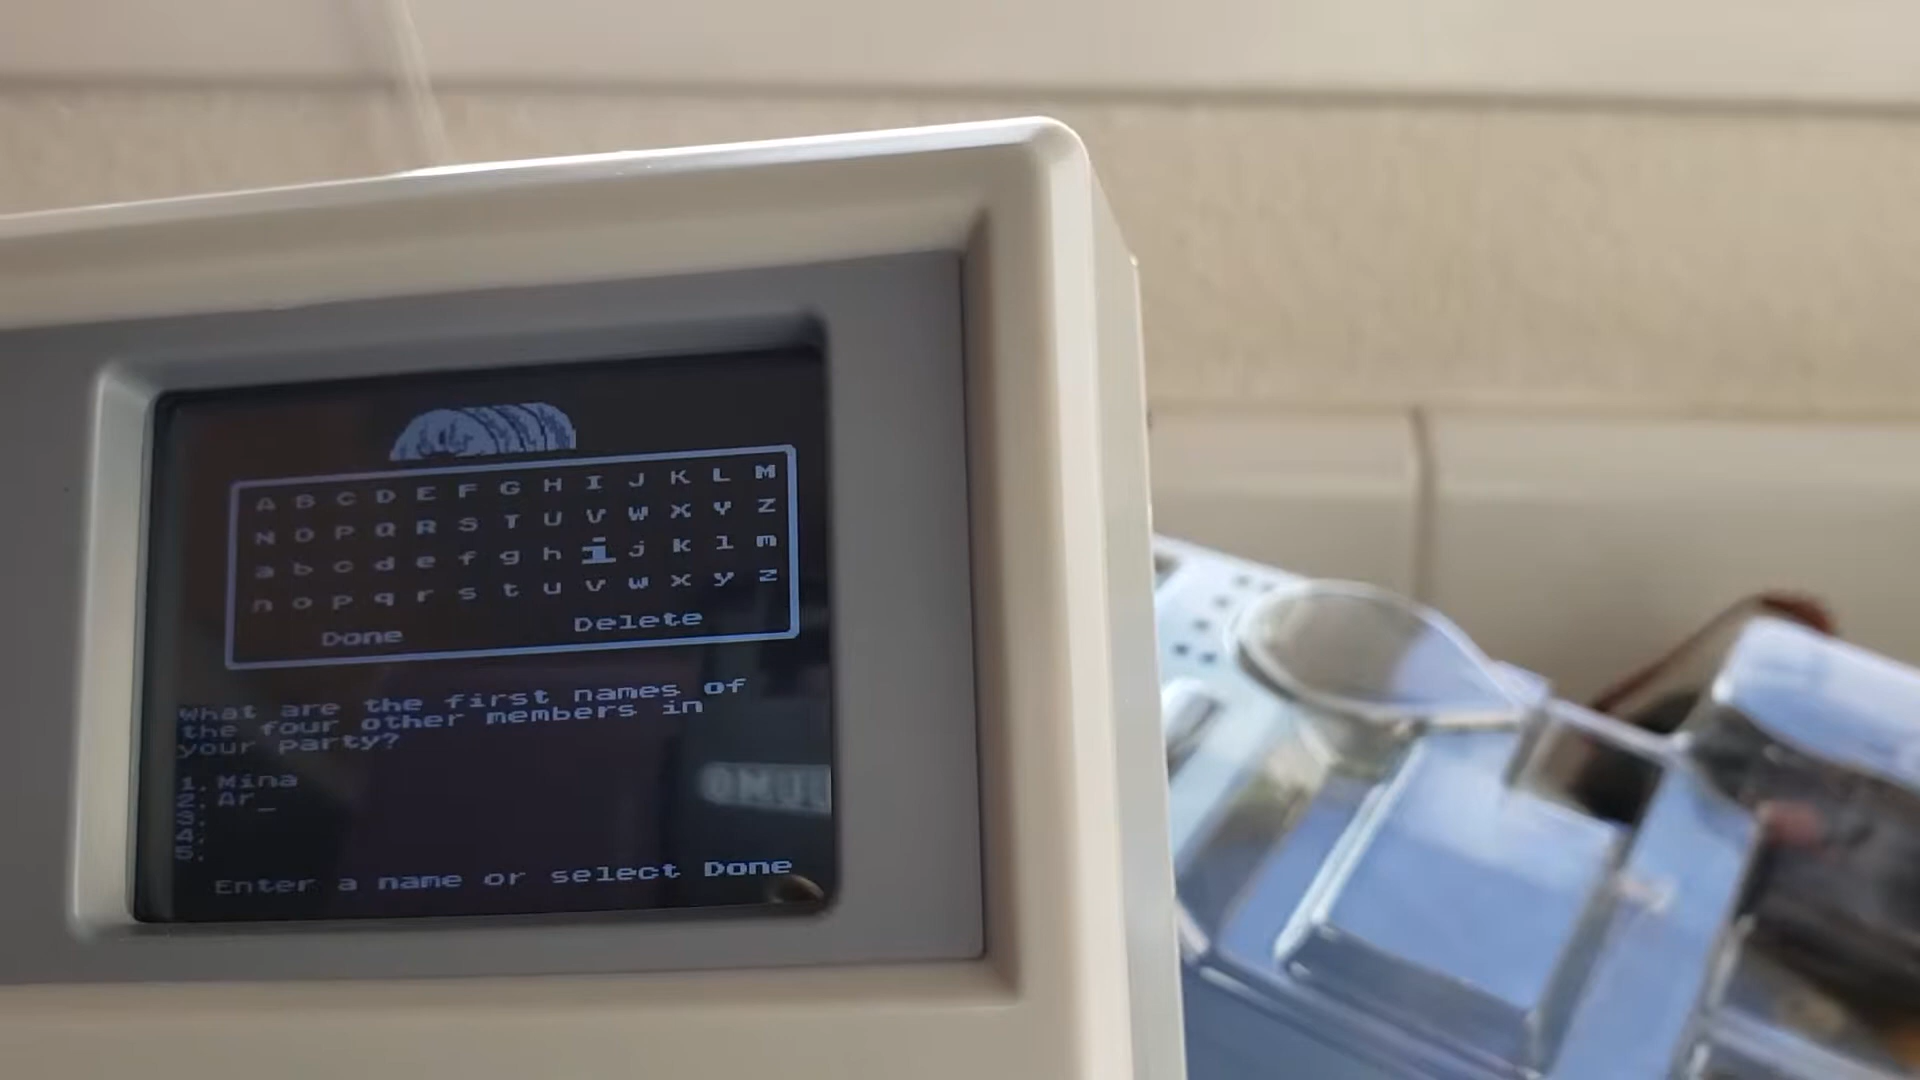 A B C D E F G H I J K L M
N O P Q R S T U V W X Y Z
a b c d e f g h i j k l m
n o p q r s t u v w x y z
Done Delete
What are the first names of
the four other members in
your party?
1. Mina
2. Ar_
3.
4.
5.
Enter a name or select Done